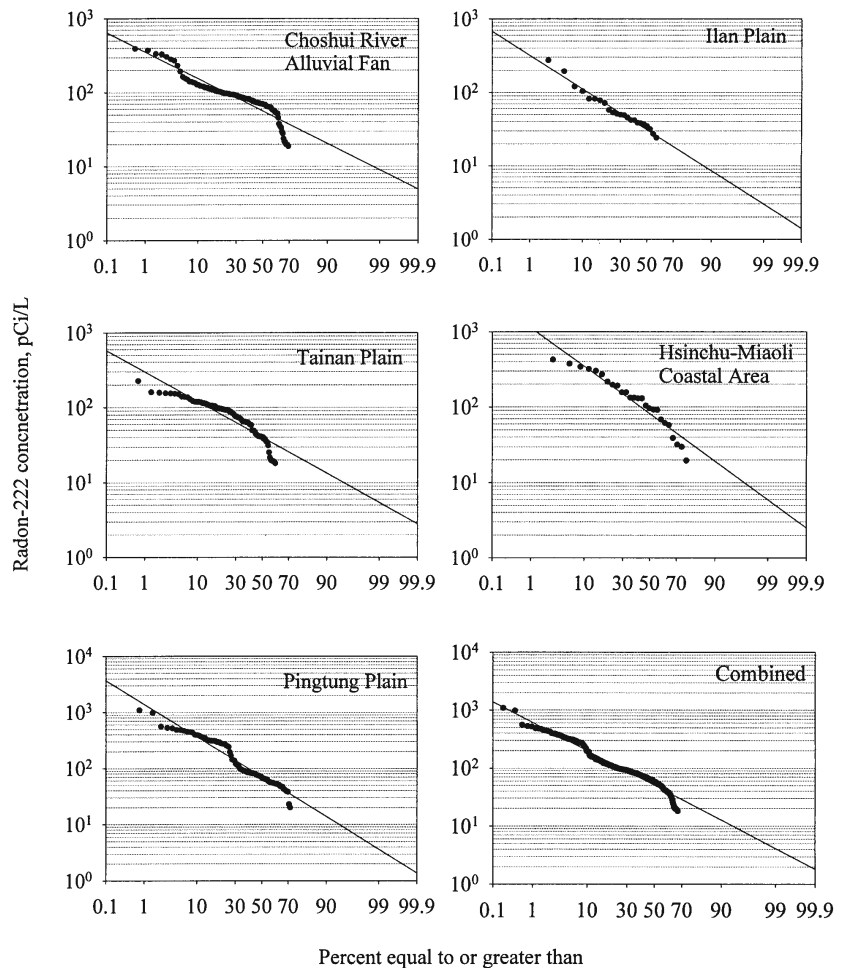 10³
10²
10¹
10⁰
Choshui River
Alluvial Fan
0.1 1 10 30 50 70 90 99 99.9
10³
10²
10¹
10⁰
Ilan Plain
0.1 1 10 30 50 70 90 99 99.9
Radon-222 concnetration, pCi/L
10³
10²
10¹
10⁰
Tainan Plain
0.1 1 10 30 50 70 90 99 99.9
10³
10²
10¹
10⁰
Hsinchu-Miaoli
Coastal Area
0.1 1 10 30 50 70 90 99 99.9
10⁴
10³
10²
10¹
10⁰
Pingtung Plain
0.1 1 10 30 50 70 90 99 99.9
10⁴
10³
10²
10¹
10⁰
Combined
0.1 1 10 30 50 70 90 99 99.9
Percent equal to or greater than